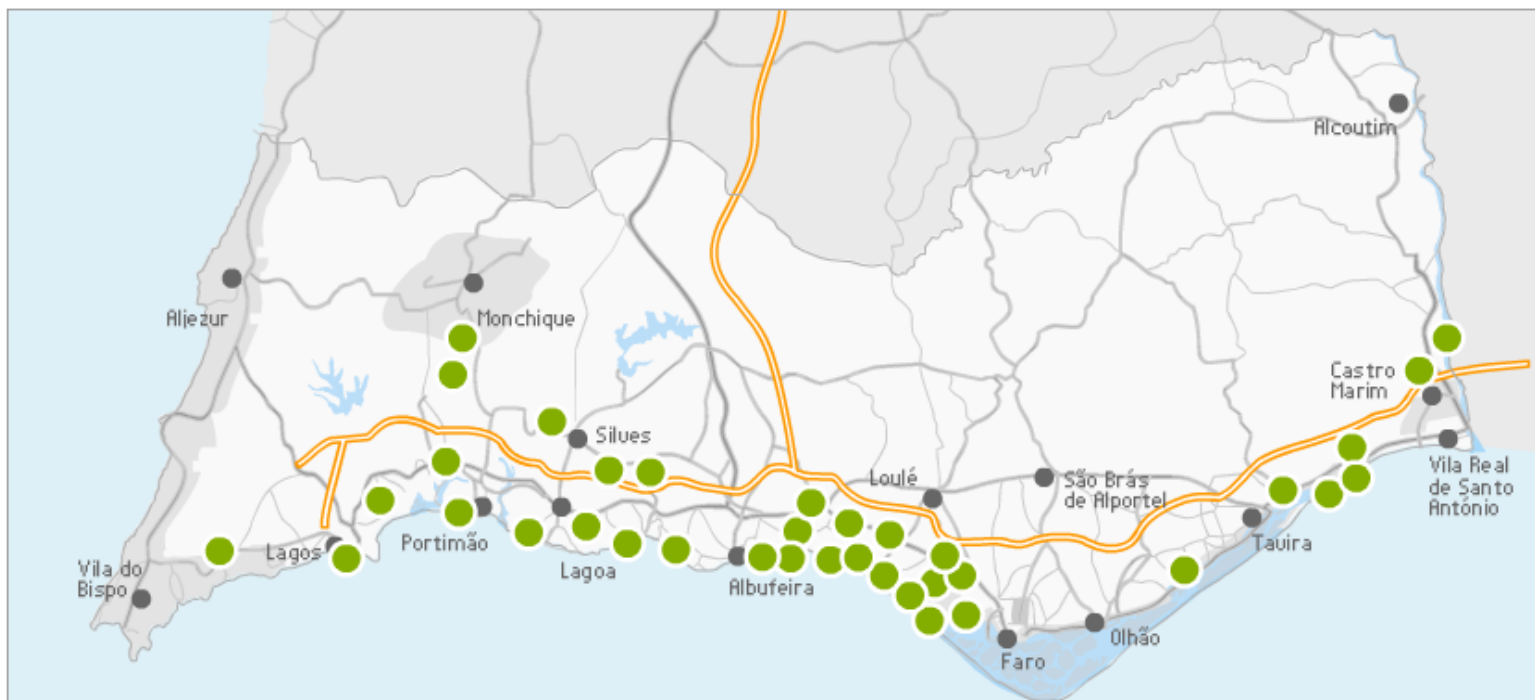 Alcoutim
Aljezur
Monchique
Castro
Marim
Silves
Loulé
São Brás
de Alportel
Vila Real
de Santo
António
Lagos
Portimão
Tavira
Vila do
Bispo
Lagoa
Albufeira
Olhão
Faro